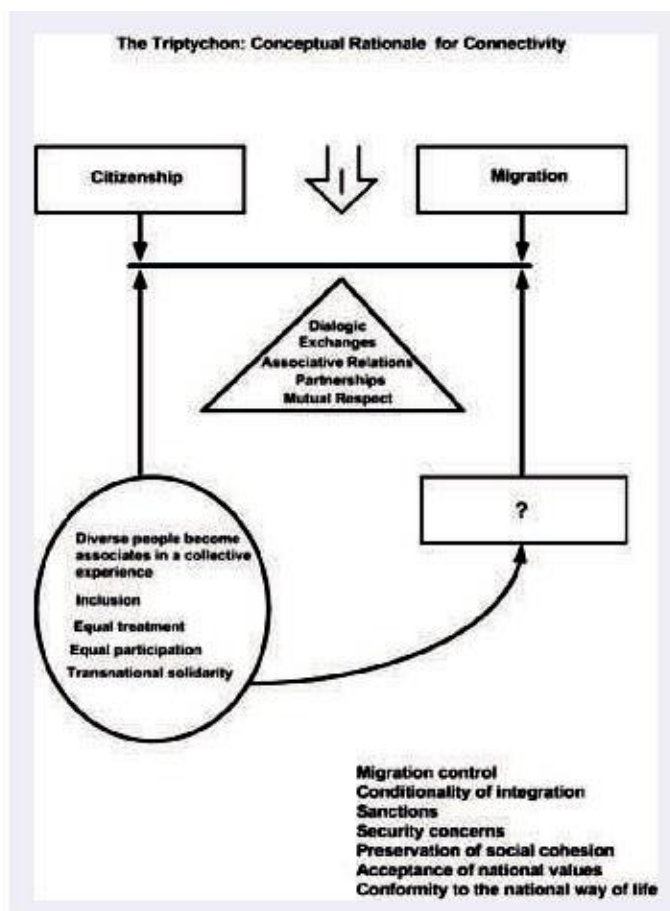 The Triptychon: Conceptual Rationale for Connectivity
Citizenship
Migration
I
Dialogic
Exchanges
Associative Relations
Partnerships
Mutual Respect
?
Diverse people become
associates in a collective
experience
Inclusion
Equal treatment
Equal participation
Transnational solidarity
Migration control
Conditionality of integration
Sanctions
Security concerns
Preservation of social cohesion
Acceptance of national values
Conformity to the national way of life